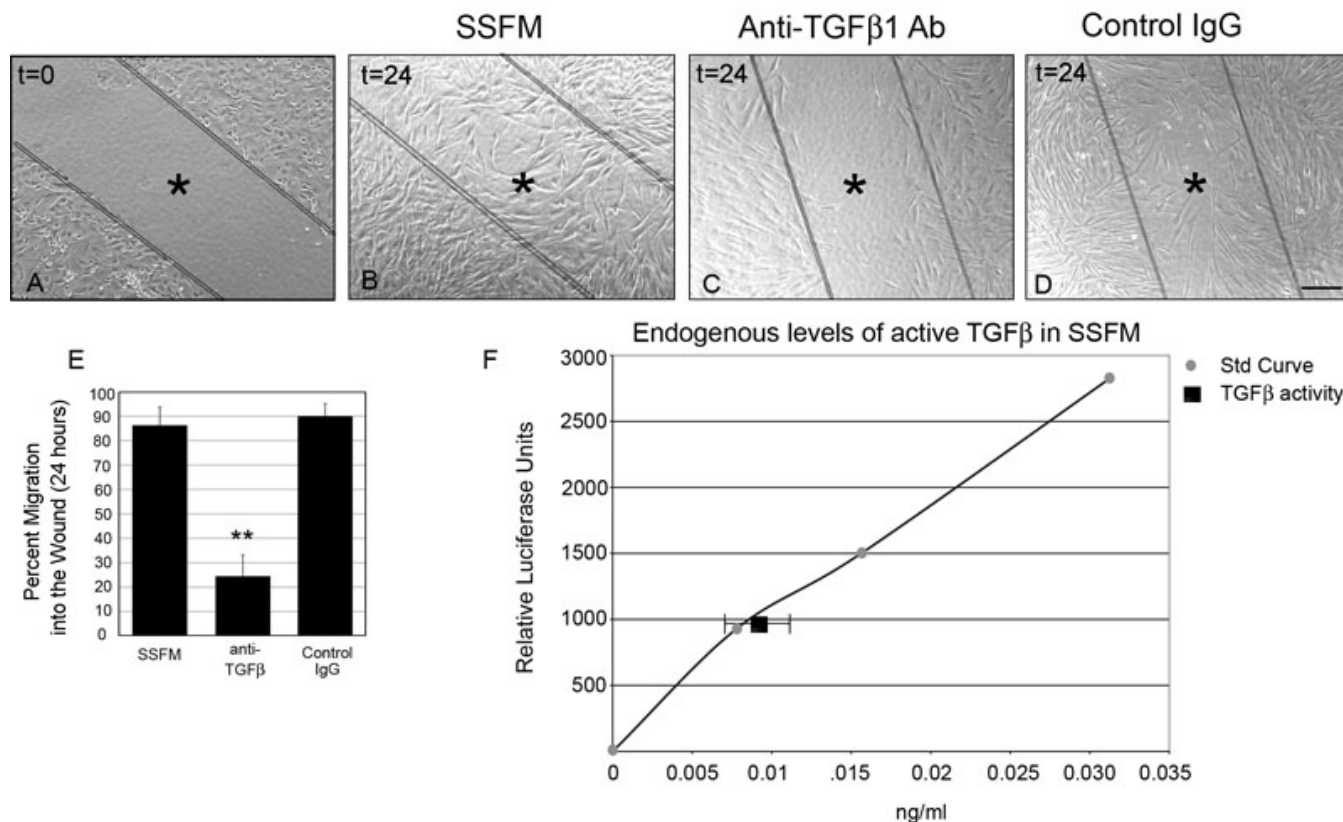 SSFM
Anti-TGFβ1 Ab
Control IgG
t=0
t=24
t=24
t=24
*
*
*
*
A
B
C
D
E
Percent Migration
into the Wound (24 hours)
100
90
80
70
60
50
40
30
20
10
0
**
SSFM
anti-
TGFβ
Control
IgG
F
Endogenous levels of active TGFβ in SSFM
Relative Luciferase Units
3000
2500
2000
1500
1000
500
0
0.005
0.01
.015
0.02
0.025
0.030
0.035
ng/ml
Std Curve
TGFβ activity